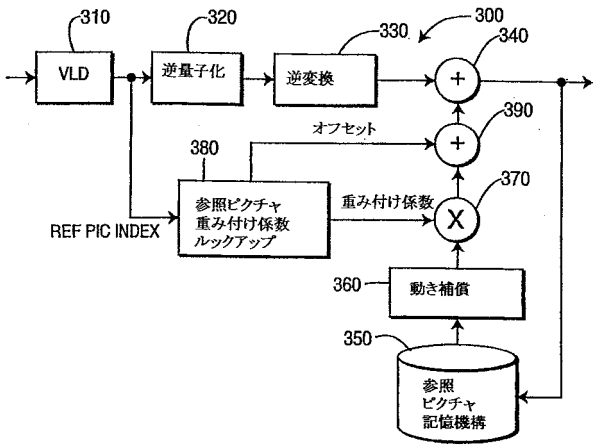 310
320
330
300
340
VLD
逆量子化
逆変換
+
オフセット
+
390
380
参照ピクチャ
重み付け係数
ルックアップ
重み付け係数
370
X
REF PIC INDEX
360
動き補償
350
参照
ピクチャ
記憶機構